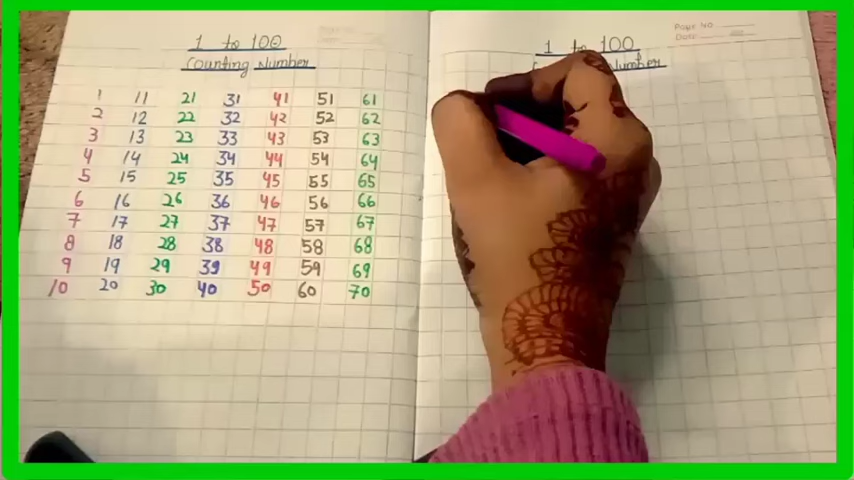 1 to 100
Counting Number
1 11 21 31 41 51 61
2 12 22 32 42 52 62
3 13 23 33 43 53 63
4 14 24 34 44 54 64
5 15 25 35 45 55 65
6 16 26 36 46 56 66
7 17 27 37 47 57 67
8 18 28 38 48 58 68
9 19 29 39 49 59 69
10 20 30 40 50 60 70
Page No.
Date:
1 to 100
Number